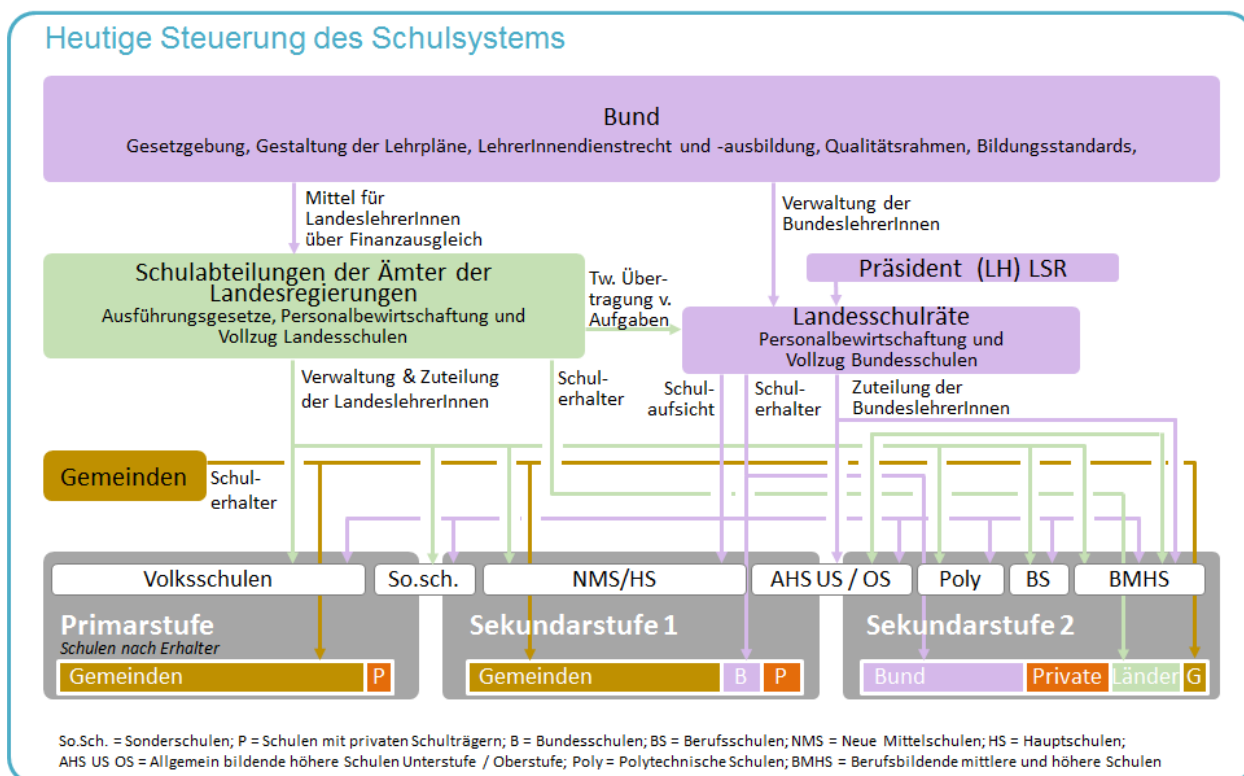 Heutige Steuerung des Schulsystems
Bund
Gesetzgebung, Gestaltung der Lehrpläne, LehrerInnendienstrecht und -ausbildung, Qualitätsrahmen, Bildungsstandards,
Mittel für
LandeslehrerInnen
über Finanzausgleich
Verwaltung der
BundeslehrerInnen
Schulabteilungen der Ämter der
Landesregierungen
Ausführungsgesetze, Personalbewirtschaftung und
Vollzug Landesschulen
Tw. Über-
tragung v.
Aufgaben
Präsident (LH) LSR
Landesschulräte
Personalbewirtschaftung und
Vollzug Bundesschulen
Verwaltung & Zuteilung
der LandeslehrerInnen
Schul-
erhalter
Schul-
aufsicht
Schul-
erhalter
Zuteilung der
BundeslehrerInnen
Gemeinden
Schul-
erhalter
Volksschulen
So.sch.
NMS/HS
AHS US / OS
Poly
BS
BMHS
Primarstufe
Schulen nach Erhalter
Gemeinden
P
Sekundarstufe 1
Gemeinden
B
P
Sekundarstufe 2
Bund
Private
Länder
G
So.Sch. = Sonderschulen; P = Schulen mit privaten Schulträgern; B = Bundesschulen; BS = Berufsschulen; NMS = Neue Mittelschulen; HS = Hauptschulen;
AHS US OS = Allgemein bildende höhere Schulen Unterstufe / Oberstufe; Poly = Polytechnische Schulen; BMHS = Berufsbildende mittlere und höhere Schulen